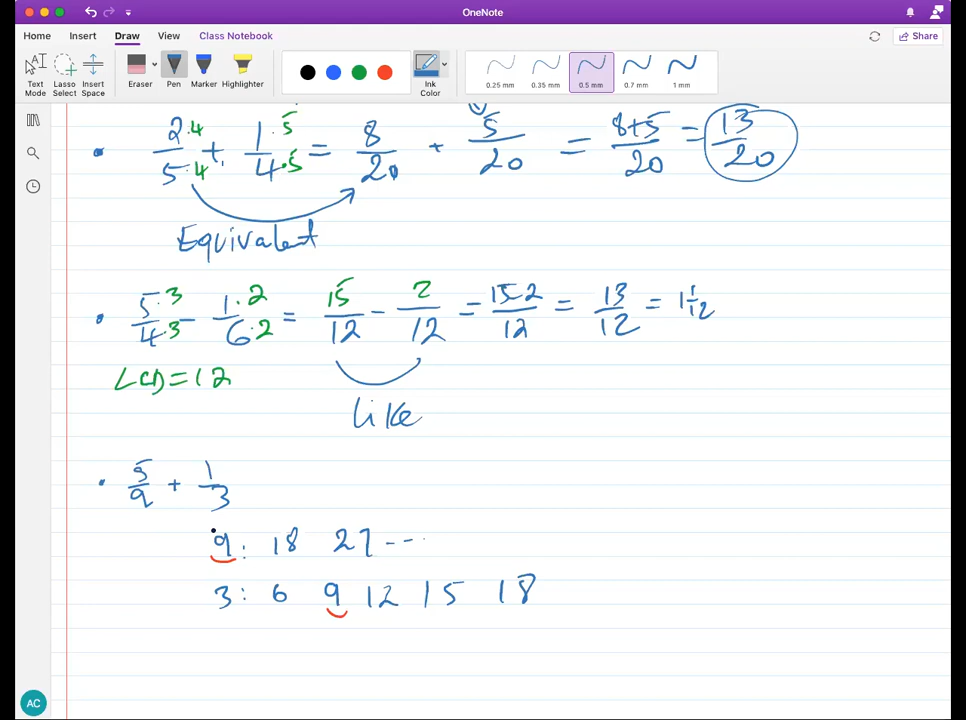 OneNote
Home Insert Draw View Class Notebook Share
Text Mode Lasso Select Insert Space Eraser Pen Marker Highlighter Ink Color 0.25 mm 0.35 mm 0.5 mm 0.7 mm 1 mm
• 2·4/5·4 + 1·5/4·5 = 8/20 + 5/20 = 8+5/20 = 13/20
Equivalent
• 5·3/4·3 - 1·2/6·2 = 15/12 - 2/12 = 15-2/12 = 13/12 = 1 1/12
LCD = 12
like
• 5/9 + 1/3
9: 18 27 ---
3: 6 9 12 15 18
AC